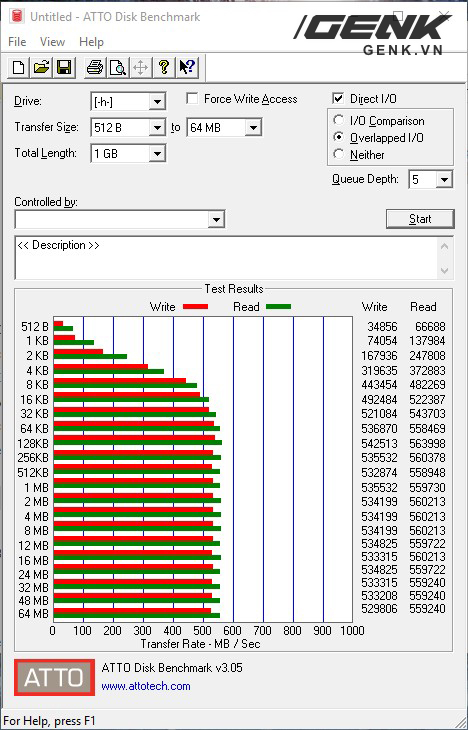 Untitled - ATTO Disk Benchmark
GENK
GENK.VN
File View Help
Drive: [-h-] Force Write Access Direct I/O
Transfer Size: 512 B to 64 MB I/O Comparison
Overlapped I/O
Total Length: 1 GB Neither
Queue Depth: 5
Controlled by:
Start
<< Description >>
Test Results
Write Read Write Read
512 B 34856 66688
1 KB 74054 137984
2 KB 167936 247808
4 KB 319635 372883
8 KB 443454 482269
16 KB 492484 522387
32 KB 521084 543703
64 KB 536870 558469
128KB 542513 563998
256KB 535532 560378
512KB 532874 558948
1 MB 535532 559730
2 MB 534199 560213
4 MB 534199 560213
8 MB 534199 560213
12 MB 534825 559722
16 MB 533315 560213
24 MB 534825 559722
32 MB 533315 559240
48 MB 533208 559240
64 MB 529806 559240
0 100 200 300 400 500 600 700 800 900 1000
Transfer Rate - MB / Sec
ATTO
ATTO Disk Benchmark v3.05
www.attotech.com
For Help, press F1